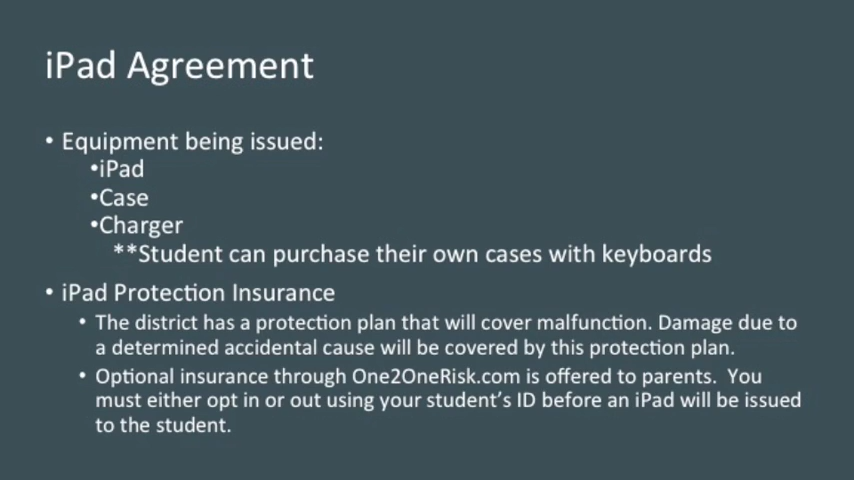 iPad Agreement
• Equipment being issued:
•iPad
•Case
•Charger
**Student can purchase their own cases with keyboards
• iPad Protection Insurance
• The district has a protection plan that will cover malfunction. Damage due to
a determined accidental cause will be covered by this protection plan.
• Optional insurance through One2OneRisk.com is offered to parents.  You
must either opt in or out using your student’s ID before an iPad will be issued
to the student.